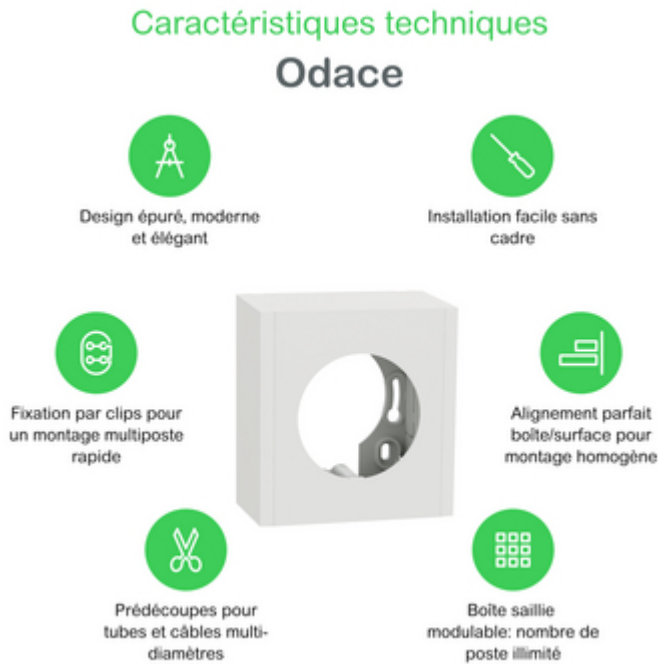 Caractéristiques techniques
Odace
Design épuré, moderne
et élégant
Installation facile sans
cadre
Fixation par clips pour
un montage multiposte
rapide
Alignement parfait
boîte/surface pour
montage homogène
Prédécoupes pour
tubes et câbles multi-
diamètres
Boîte saillie
modulable: nombre de
poste illimité